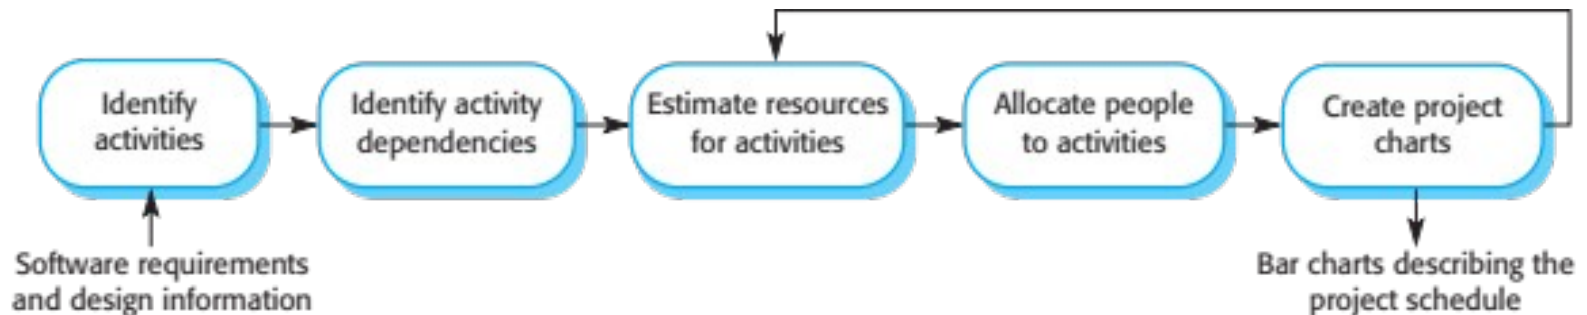 Identify
activities
Identify activity
dependencies
Estimate resources
for activities
Allocate people
to activities
Create project
charts
Software requirements
and design information
Bar charts describing the
project schedule